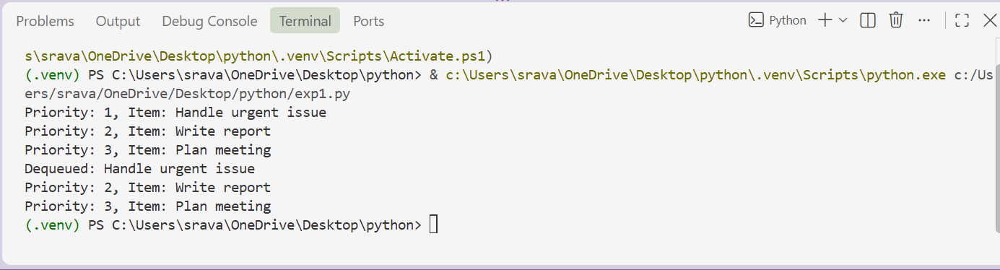 Problems Output Debug Console Terminal Ports Python
s\srava\OneDrive\Desktop\python\.venv\Scripts\Activate.ps1)
(.venv) PS C:\Users\srava\OneDrive\Desktop\python> & c:\Users\srava\OneDrive\Desktop\python\.venv\Scripts\python.exe c:/Us
ers/srava/OneDrive/Desktop/python/exp1.py
Priority: 1, Item: Handle urgent issue
Priority: 2, Item: Write report
Priority: 3, Item: Plan meeting
Dequeued: Handle urgent issue
Priority: 2, Item: Write report
Priority: 3, Item: Plan meeting
(.venv) PS C:\Users\srava\OneDrive\Desktop\python>